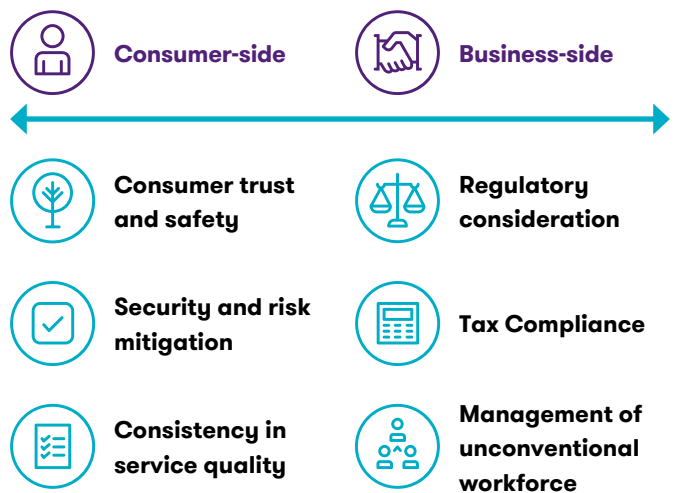 Consumer-side
Business-side
Consumer trust
and safety
Regulatory
consideration
Security and risk
mitigation
Tax Compliance
Consistency in
service quality
Management of
unconventional
workforce